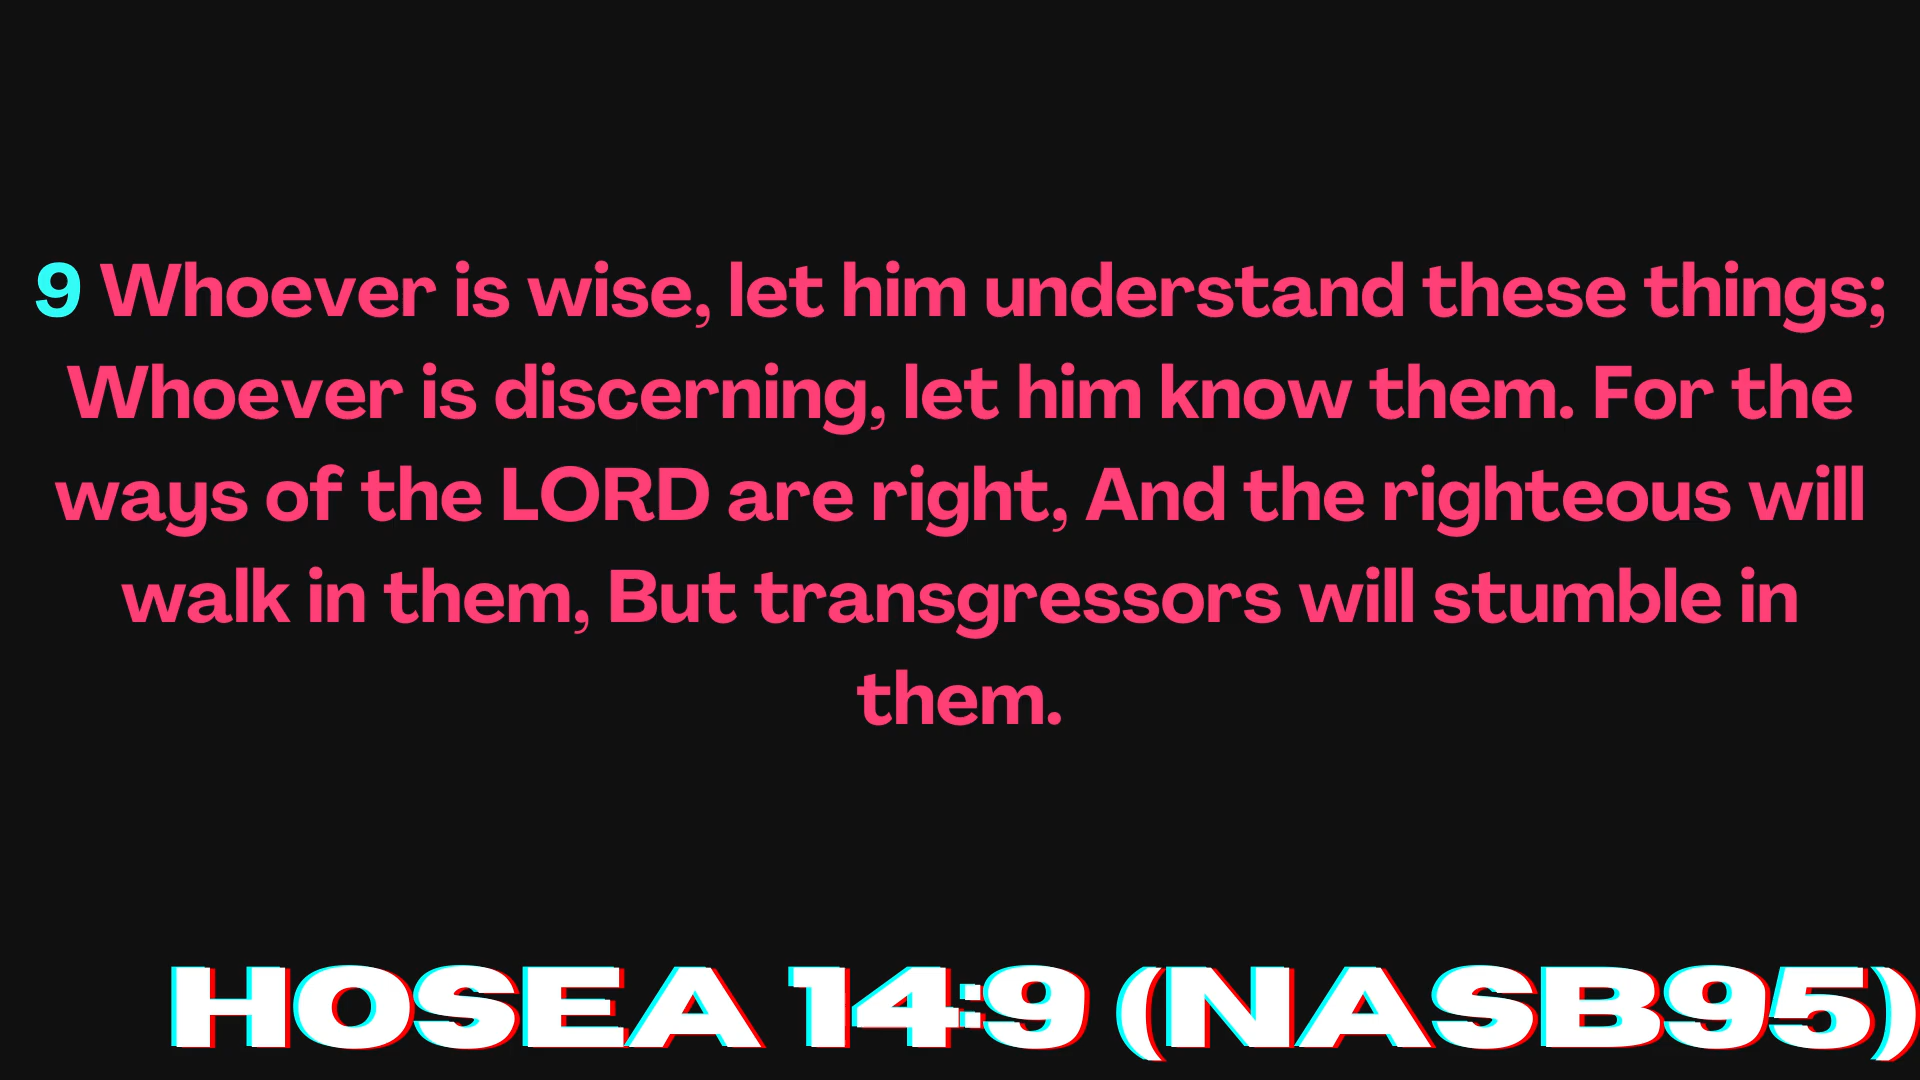 9 Whoever is wise, let him understand these things;
Whoever is discerning, let him know them. For the
ways of the LORD are right, And the righteous will
walk in them, But transgressors will stumble in
them.
HOSEA 14:9 (NASB95)